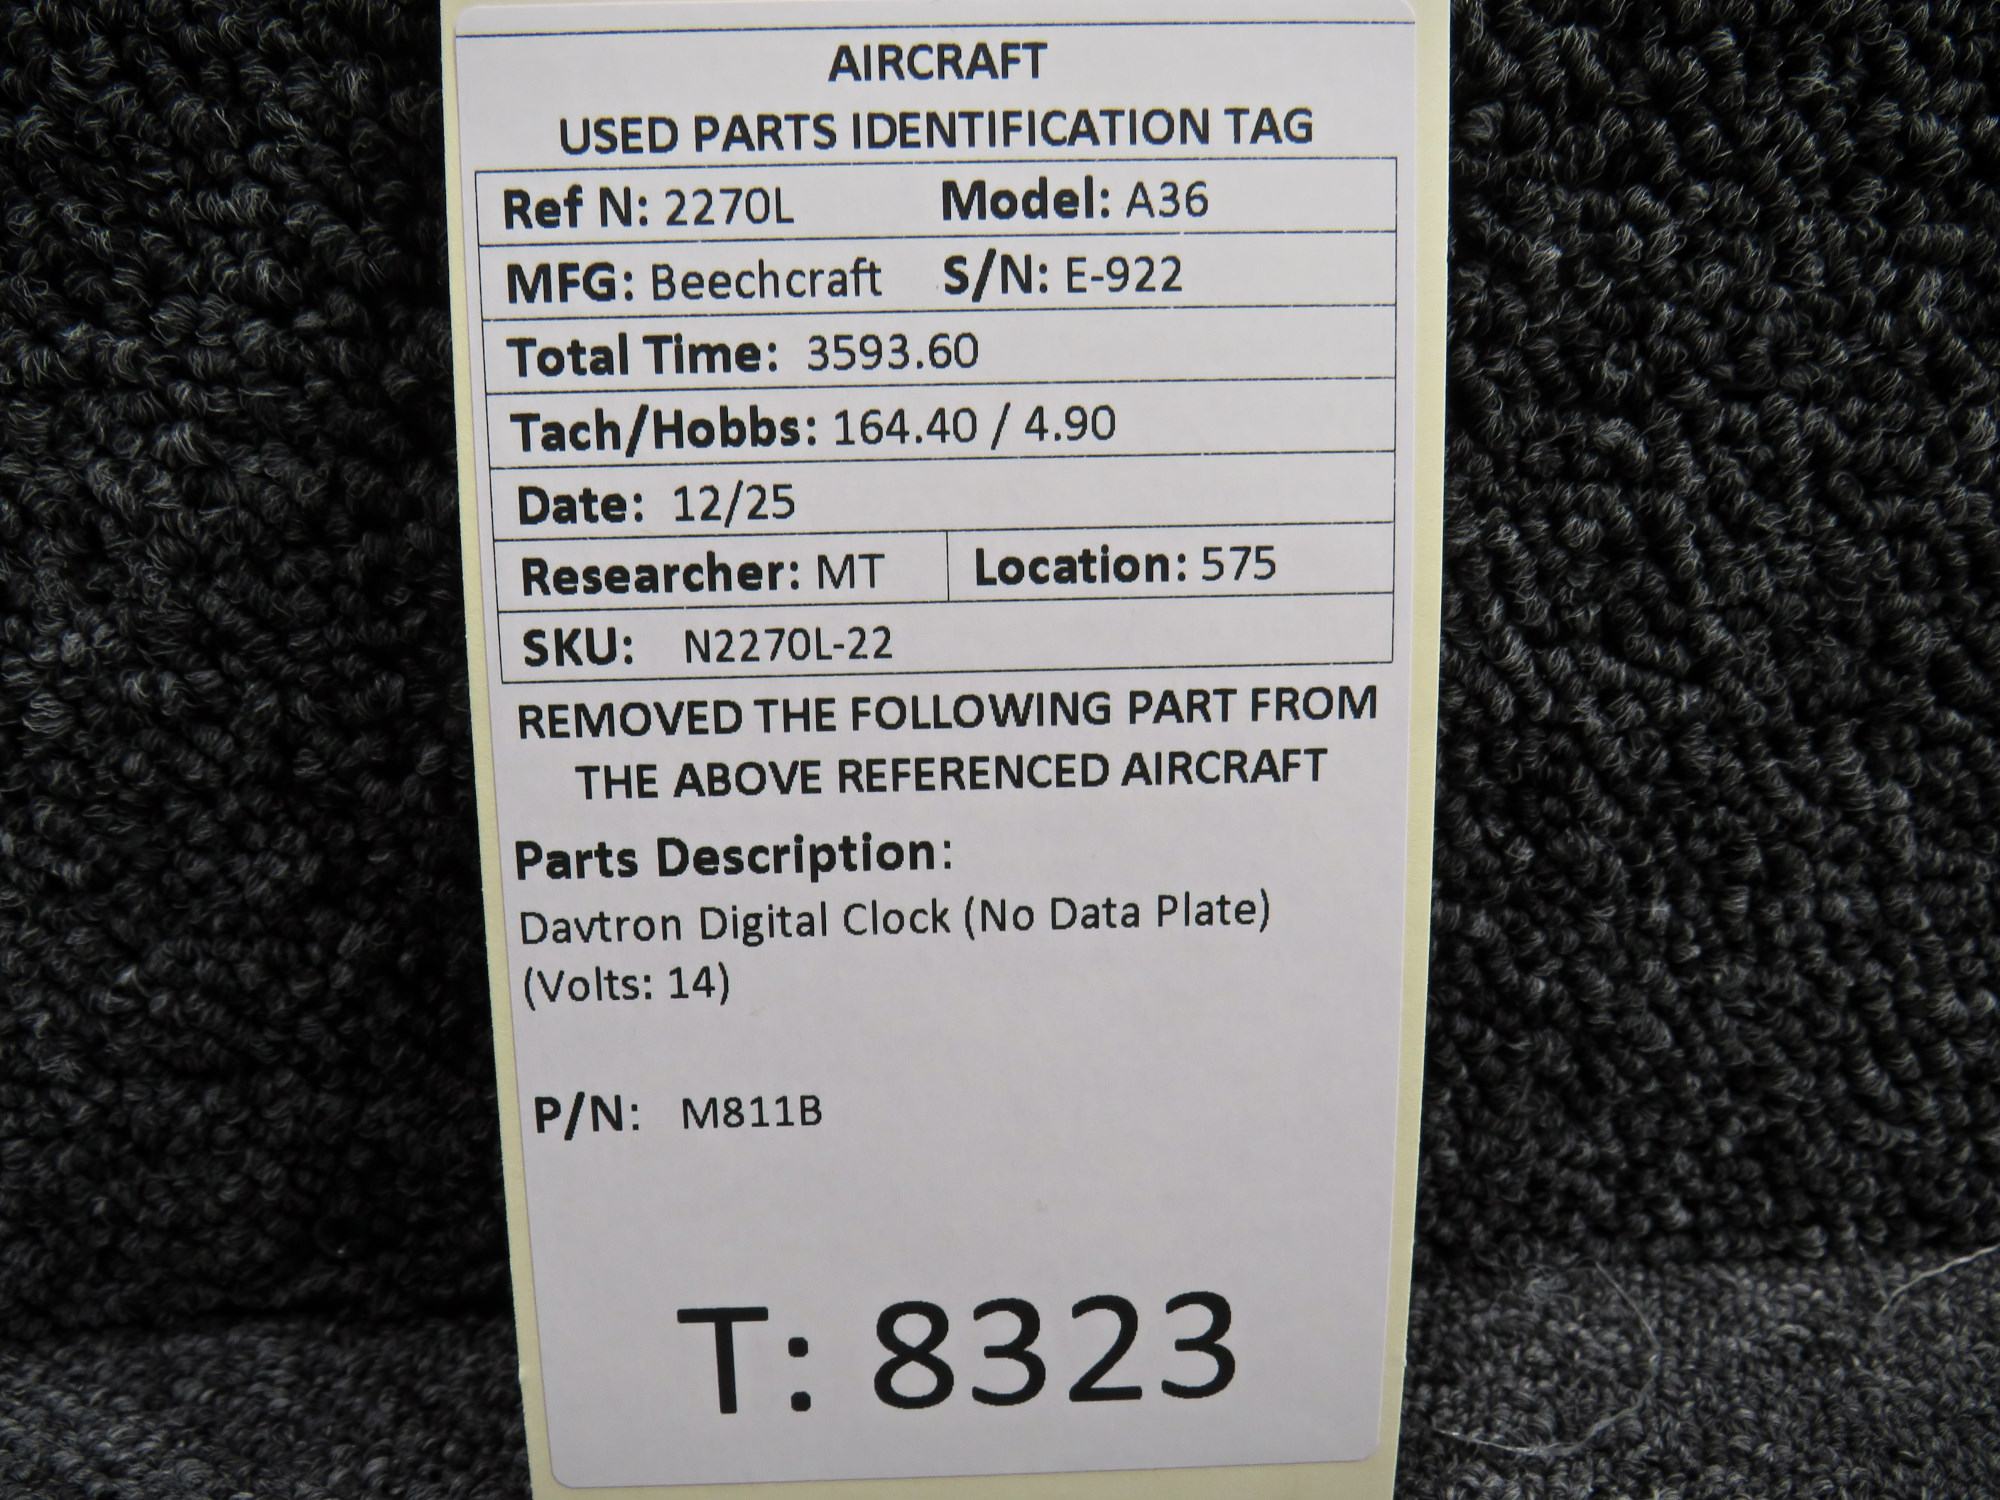 AIRCRAFT
USED PARTS IDENTIFICATION TAG
Ref N: 2270L Model: A36
MFG: Beechcraft S/N: E-922
Total Time: 3593.60
Tach/Hobbs: 164.40 / 4.90
Date: 12/25
Researcher: MT Location: 575
SKU: N2270L-22
REMOVED THE FOLLOWING PART FROM
THE ABOVE REFERENCED AIRCRAFT
Parts Description:
Davtron Digital Clock (No Data Plate)
(Volts: 14)
P/N: M811B
T: 8323